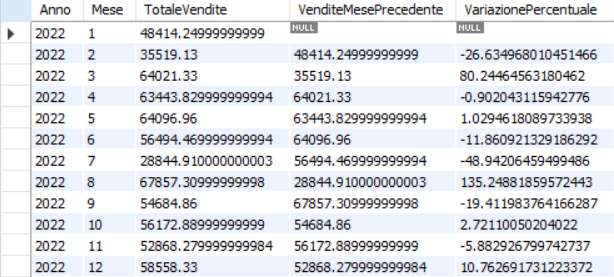 Anno Mese TotaleVendite VenditeMesePrecedente VariazionePercentuale
2022 1 48414.24999999999 NULL NULL
2022 2 35519.13 48414.24999999999 -26.634968010451466
2022 3 64021.33 35519.13 80.24464563180462
2022 4 63443.829999999994 64021.33 -0.902043115942776
2022 5 64096.96 63443.829999999994 1.0294618089733938
2022 6 56494.469999999994 64096.96 -11.860921329186292
2022 7 28844.910000000003 56494.469999999994 -48.94206459499486
2022 8 67857.30999999998 28844.910000000003 135.24881859572443
2022 9 54684.86 67857.30999999998 -19.411983764166287
2022 10 56172.88999999999 54684.86 2.72110050204022
2022 11 52868.279999999984 56172.88999999999 -5.882926799742737
2022 12 58558.33 52868.279999999984 10.762691731223372